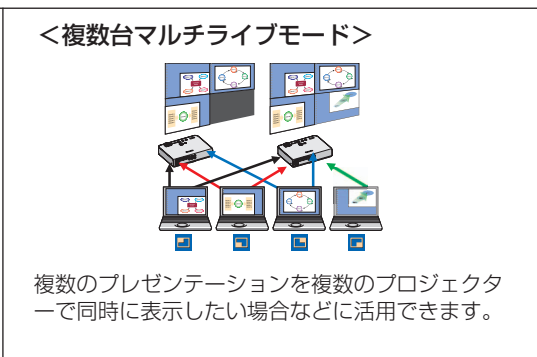 ＜複数台マルチライブモード＞
複数のプレゼンテーションを複数のプロジェクタ
ーで同時に表示したい場合などに活用できます。